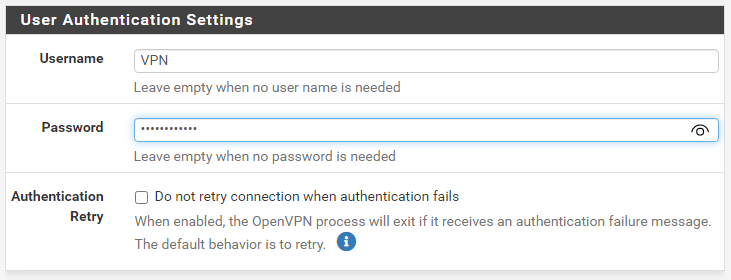 User Authentication Settings
Username
VPN
Leave empty when no user name is needed
Password
••••••••••••
Leave empty when no password is needed
Authentication Retry
Do not retry connection when authentication fails
When enabled, the OpenVPN process will exit if it receives an authentication failure message.
The default behavior is to retry.